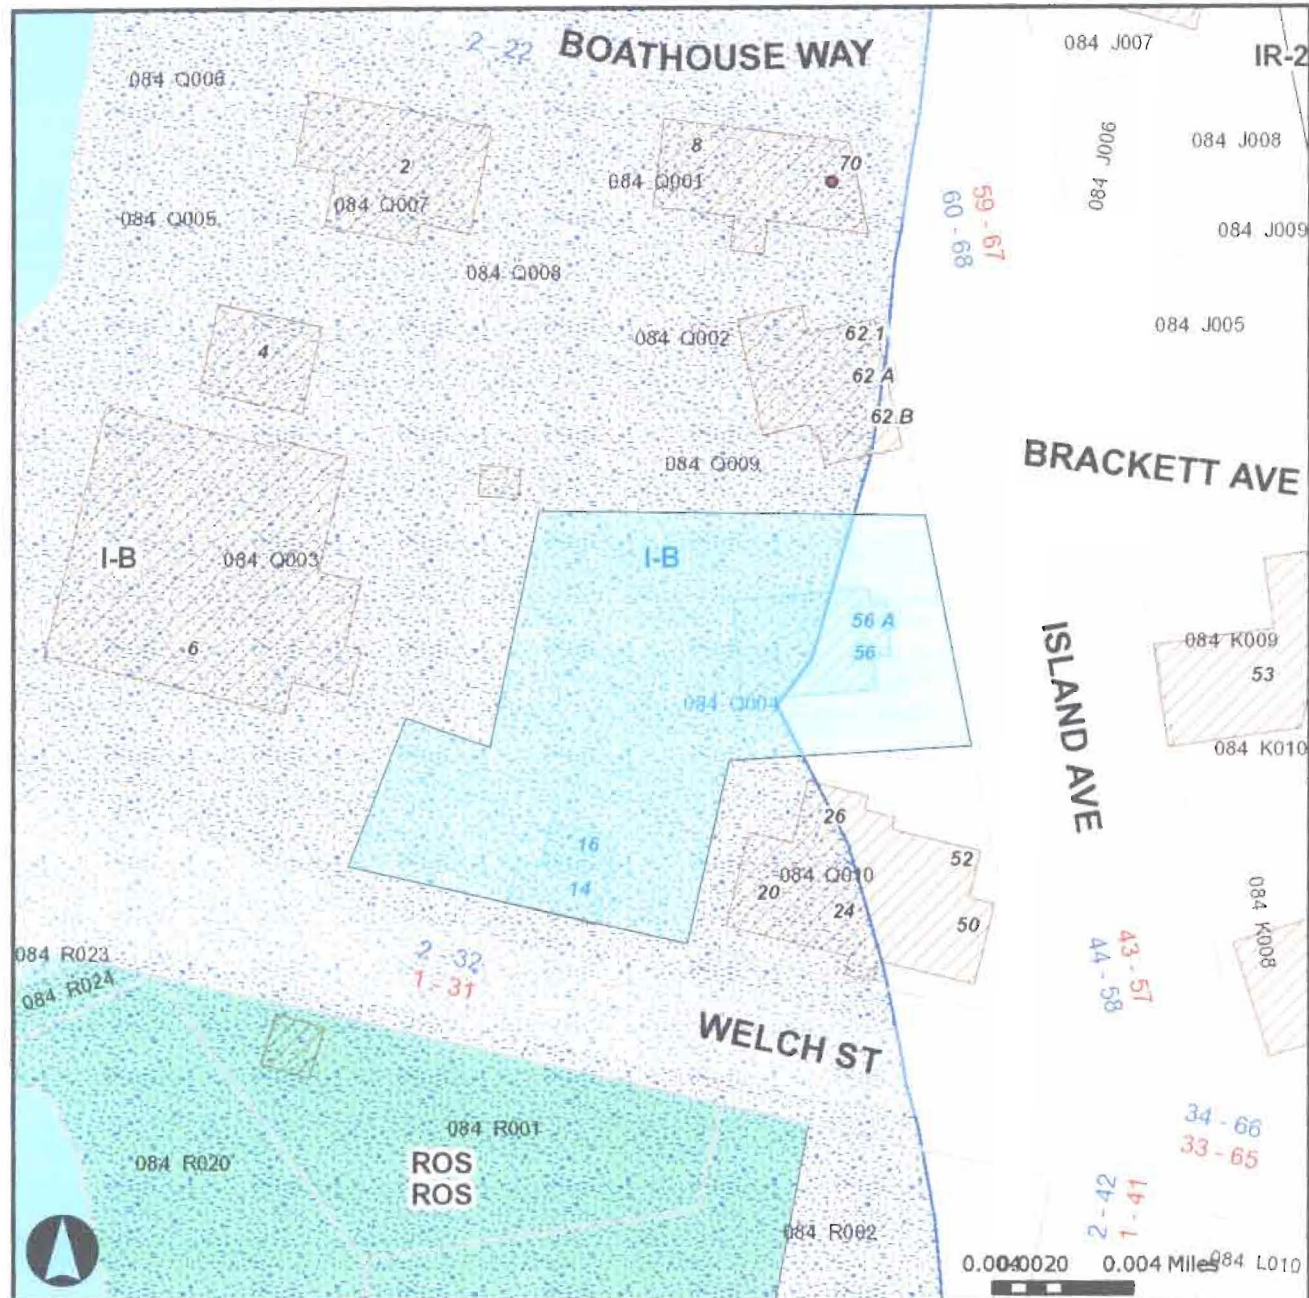 2 - 22
BOATHOUSE WAY
084 J007
IR-2
084 Q006
084 J006
084 J008
2
8
70
084 Q001
084 Q007
084 Q005
59 - 67
60 - 68
084 J009
084 Q008
084 Q002
62.1
084 J005
4
62 A
62.B
084 Q009
BRACKETT AVE
I-B
084 Q003
I-B
56 A
56
ISLAND AVE
084 K009
53
6
084 Q004
084 K010
26
16
52
14
084 Q010
20
24
50
084 K008
43 - 57
44 - 58
084 R023
084 R024
2 - 32
1 - 31
WELCH ST
084 R001
34 - 66
33 - 65
084 R020
ROS
ROS
2 - 42
1 - 41
084 R002
0.004 Miles
084 L010